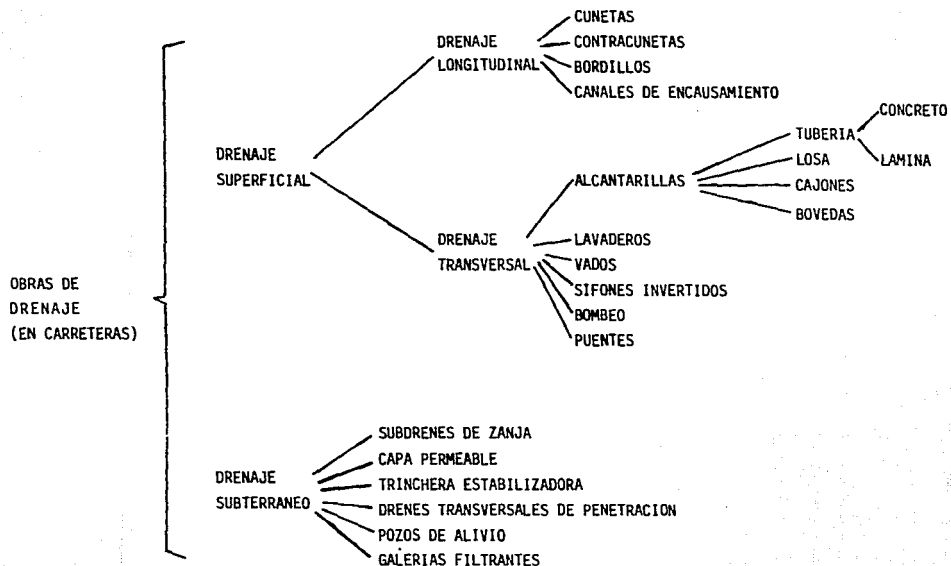 OBRAS DE
DRENAJE
(EN CARRETERAS)
DRENAJE
SUPERFICIAL
DRENAJE
LONGITUDINAL
CUNETAS
CONTRACUNETAS
BORDILLOS
CANALES DE ENCAUSAMIENTO
DRENAJE
TRANSVERSAL
ALCANTARILLAS
TUBERIA
CONCRETO
LAMINA
LOSA
CAJONES
BOVEDAS
LAVADEROS
VADOS
SIFONES INVERTIDOS
BOMBEO
PUENTES
DRENAJE
SUBTERRANEO
SUBDRENES DE ZANJA
CAPA PERMEABLE
TRINCHERA ESTABILIZADORA
DRENES TRANSVERSALES DE PENETRACION
POZOS DE ALIVIO
GALERIAS FILTRANTES